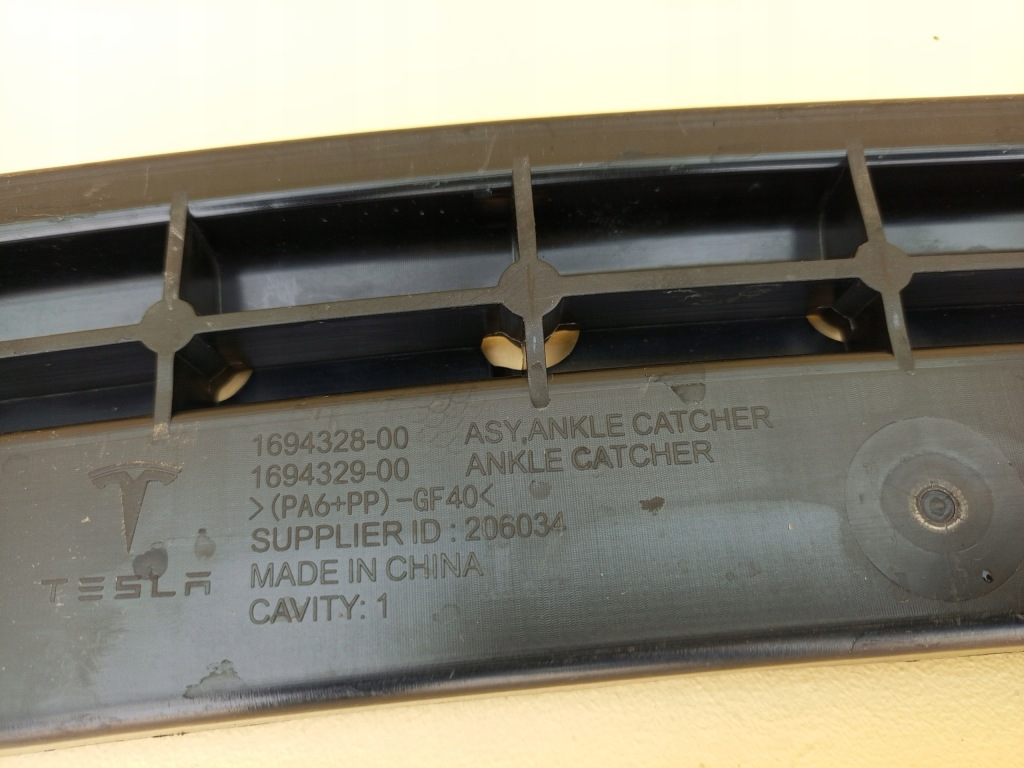 1694328-00 ASY,ANKLE CATCHER
1694329-00 ANKLE CATCHER
>(PA6+PP)-GF40<
SUPPLIER ID : 206034
MADE IN CHINA
CAVITY: 1
TESLA